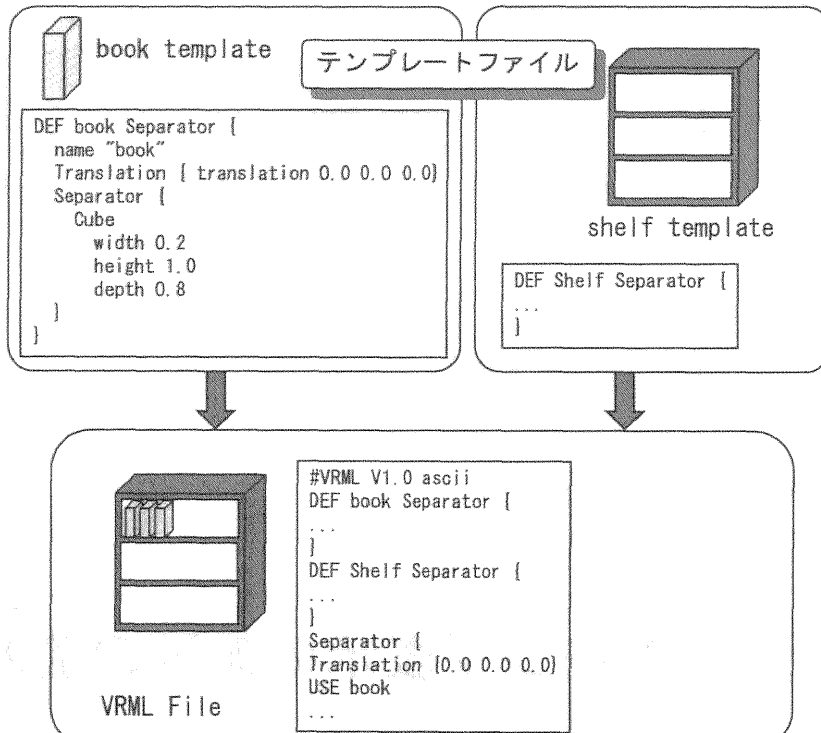 book template
テンプレートファイル
DEF book Separator {
name "book"
Translation { translation 0.0 0.0 0.0}
Separator {
Cube
width 0.2
height 1.0
depth 0.8
}
}
shelf template
DEF Shelf Separator {
...
}
#VRML V1.0 ascii
DEF book Separator {
...
}
DEF Shelf Separator {
...
}
Separator {
Translation {0.0 0.0 0.0}
USE book
...
VRML File